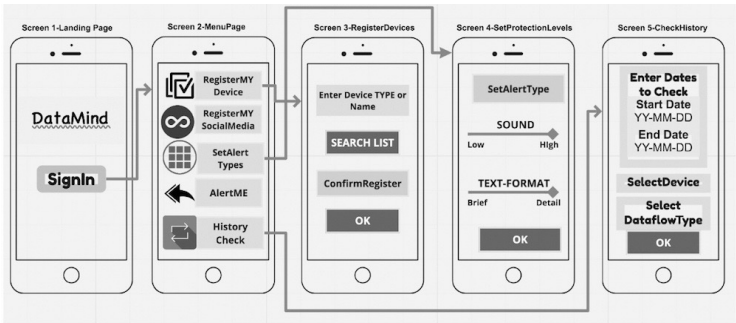 Screen 1-Landing Page
DataMind
SignIn
Screen 2-MenuPage
RegisterMY
Device
RegisterMY
SocialMedia
SetAlert
Types
AlertME
History
Check
Screen 3-RegisterDevices
Enter Device TYPE or
Name
SEARCH LIST
ConfirmRegister
OK
Screen 4-SetProtectionLevels
SetAlertType
SOUND
Low HIgh
TEXT-FORMAT
Brief Detail
OK
Screen 5-CheckHistory
Enter Dates
to Check
Start Date
YY-MM-DD
End Date
YY-MM-DD
SelectDevice
Select
DataflowType
OK